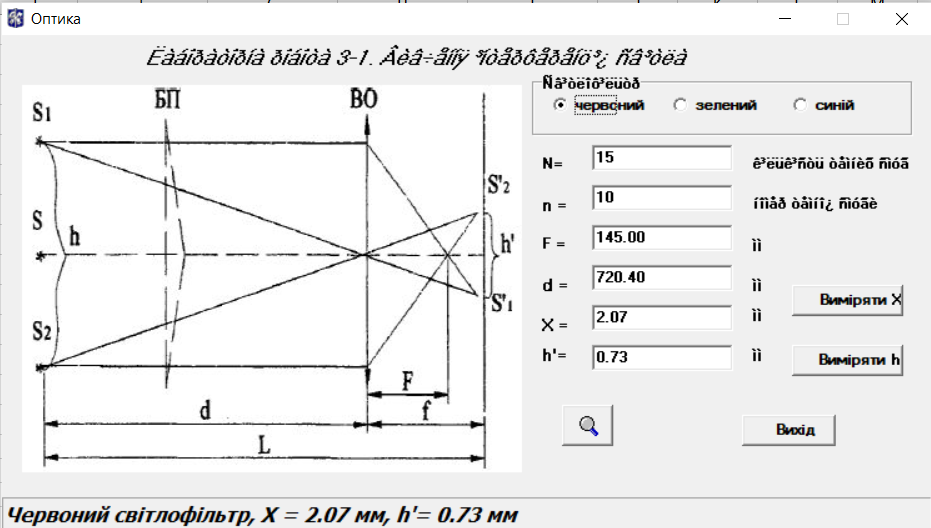 Оптика
Ëàáîðàòîðíà ðîáîòà 3-1. Âèâ÷åííÿ ³íòåðôåðåíö³¿ ñâ³òëà
Ñâ³òëîô³ëüòð
червоний зелений синій
N= 15 ê³ëüê³ñòü òåìíèõ ñìóã
n = 10 íîìåð òåìíî¿ ñìóãè
F = 145.00 ìì
d = 720.40 ìì
X = 2.07 ìì
Виміряти X
h'= 0.73 ìì
Виміряти h
Вихід
S1
БП
ВО
S'2
S
h
h'
S2
S'1
F
d
f
L
Червоний світлофільтр, X = 2.07 мм, h'= 0.73 мм